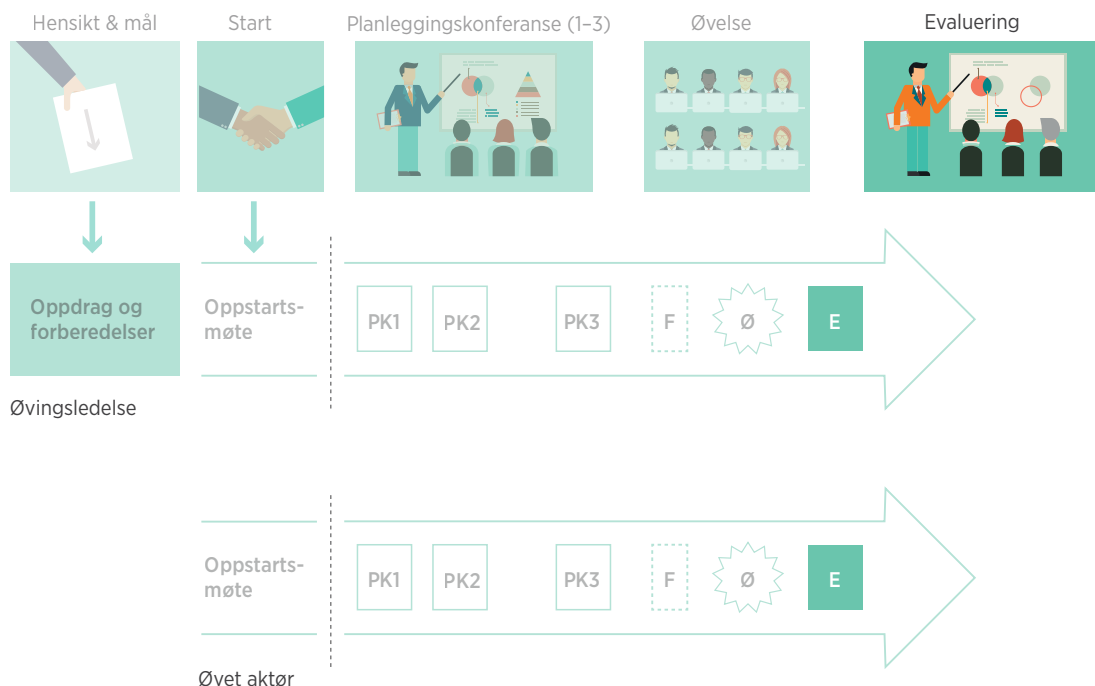 Hensikt & mål
Start
Planleggingskonferanse (1–3)
Øvelse
Evaluering
Oppdrag og
forberedelser
Oppstarts-
møte
PK1
PK2
PK3
F
Ø
E
Øvingsledelse
Oppstarts-
møte
PK1
PK2
PK3
F
Ø
E
Øvet aktør